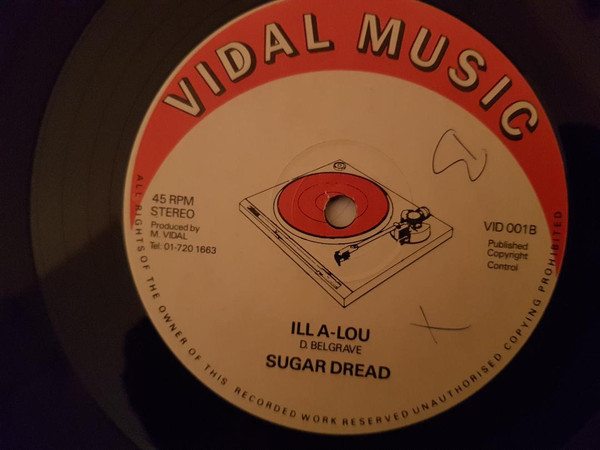 VIDAL MUSIC
45 RPM
STEREO
Produced by
M. VIDAL
Tel: 01-720 1663
VID 001B
Published
Copyright
Control
ILL A-LOU
D. BELGRAVE
SUGAR DREAD
ALL RIGHTS OF THE OWNER OF THIS RECORDED WORK RESERVED UNAUTHORISED COPYING PROHIBITED